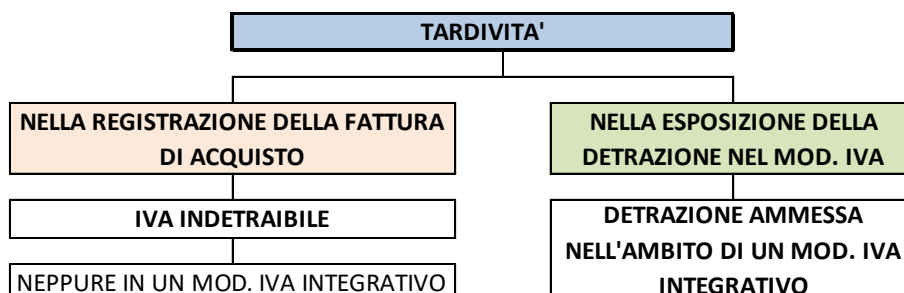 TARDIVITA'
NELLA REGISTRAZIONE DELLA FATTURA
DI ACQUISTO
IVA INDETRAIBILE
NEPPURE IN UN MOD. IVA INTEGRATIVO
NELLA ESPOSIZIONE DELLA
DETRAZIONE NEL MOD. IVA
DETRAZIONE AMMESSA
NELL'AMBITO DI UN MOD. IVA
INTEGRATIVO